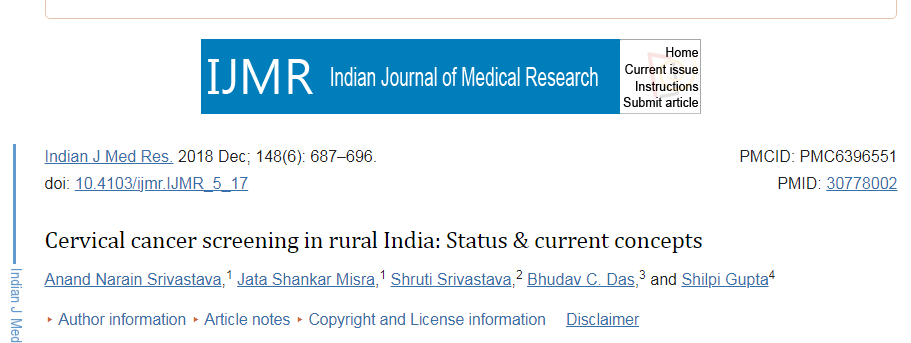 IJMR Indian Journal of Medical Research
Home
Current issue
Instructions
Submit article
Indian J Med Res. 2018 Dec; 148(6): 687–696. PMCID: PMC6396551
doi: 10.4103/ijmr.IJMR_5_17 PMID: 30778002
Cervical cancer screening in rural India: Status & current concepts
Anand Narain Srivastava,1 Jata Shankar Misra,1 Shruti Srivastava,2 Bhudav C. Das,3 and Shilpi Gupta4
▸ Author information ▸ Article notes ▸ Copyright and License information Disclaimer
Indian J Med